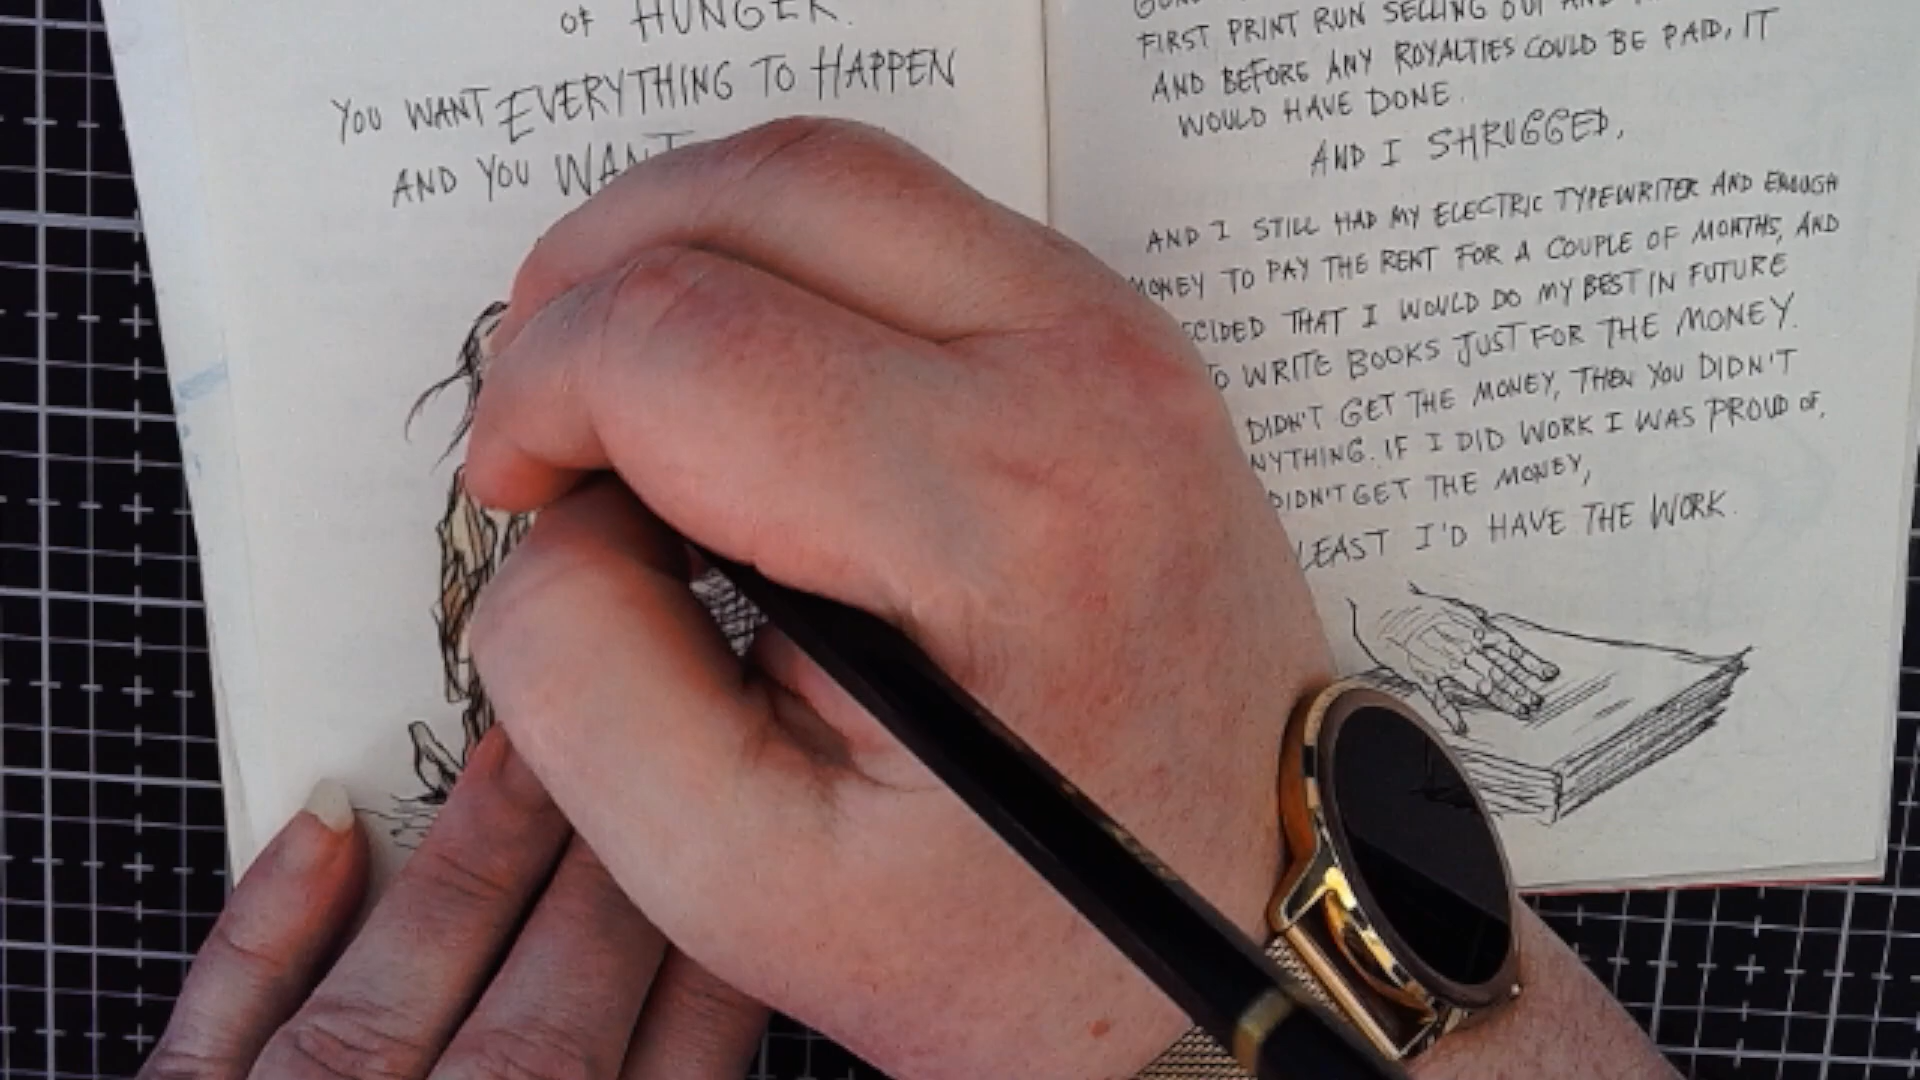 OF HUNGER.
YOU WANT EVERYTHING TO HAPPEN
AND YOU WANT
FIRST PRINT RUN SELLING OUT AND
AND BEFORE ANY ROYALTIES COULD BE PAID, IT
WOULD HAVE DONE.
AND I SHRUGGED,
AND I STILL HAD MY ELECTRIC TYPEWRITER AND ENOUGH
MONEY TO PAY THE RENT FOR A COUPLE OF MONTHS, AND
ECIDED THAT I WOULD DO MY BEST IN FUTURE
TO WRITE BOOKS JUST FOR THE MONEY.
DIDN'T GET THE MONEY, THEN YOU DIDN'T
NYTHING. IF I DID WORK I WAS PROUD OF,
DIDN'T GET THE MONEY,
LEAST I'D HAVE THE WORK.